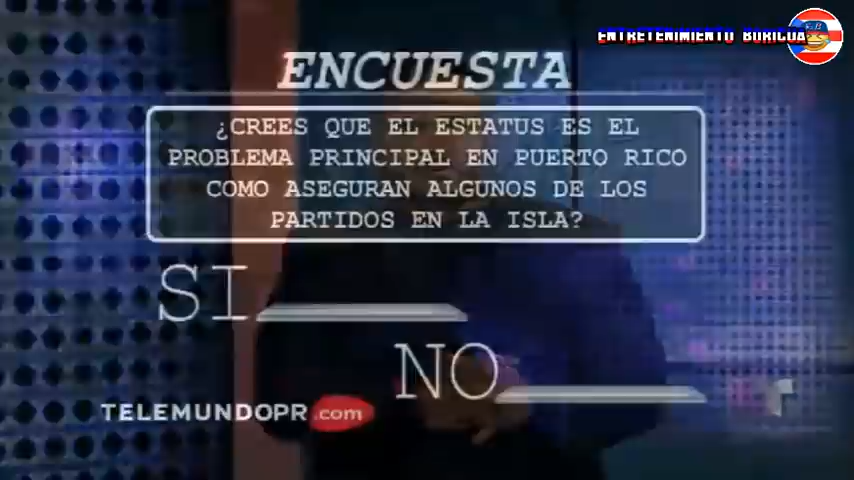 ENTRETENIMIENTO BORICUA
ENCUESTA
¿CREES QUE EL ESTATUS ES EL
PROBLEMA PRINCIPAL EN PUERTO RICO
COMO ASEGURAN ALGUNOS DE LOS
PARTIDOS EN LA ISLA?
SI
NO
TELEMUNDOPR.com